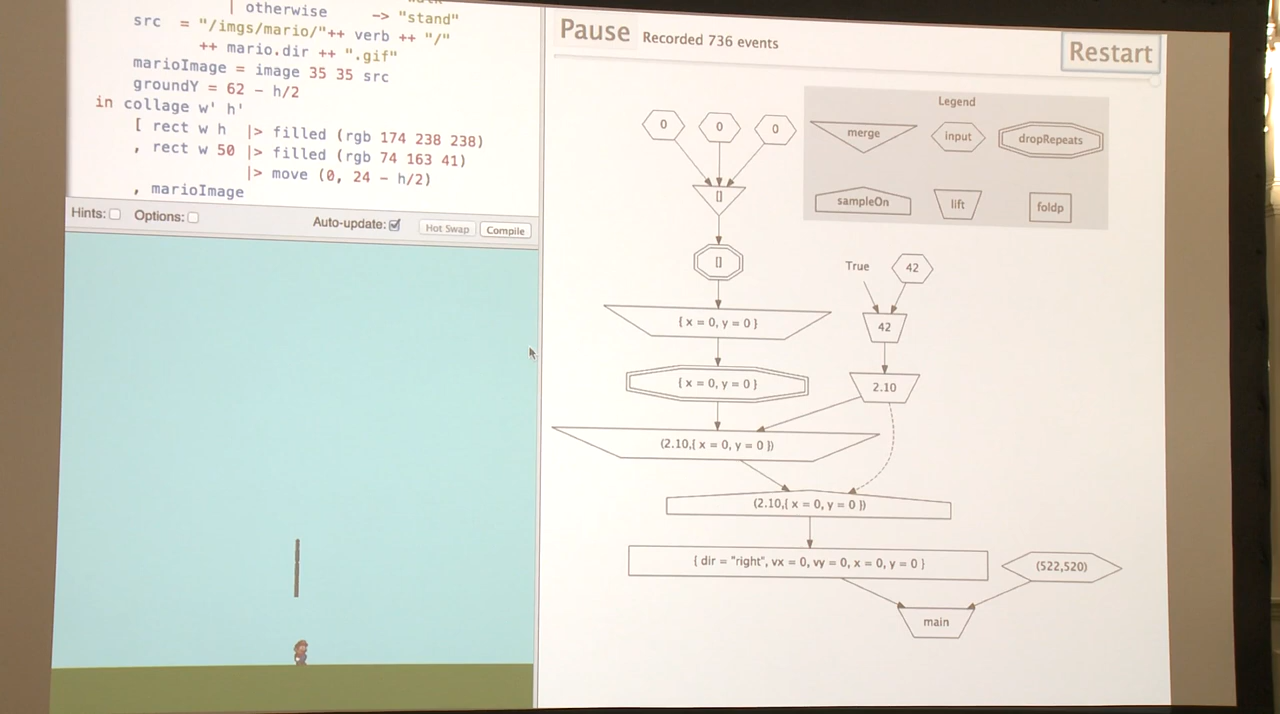 | otherwise -> "stand"
src = "/imgs/mario/"++ verb ++ "/"
++ mario.dir ++ ".gif"
marioImage = image 35 35 src
groundY = 62 - h/2
in collage w' h'
[ rect w h |> filled (rgb 174 238 238)
, rect w 50 |> filled (rgb 74 163 41)
|> move (0, 24 - h/2)
, marioImage
Hints:
Options:
Auto-update:
Hot Swap
Compile
Pause
Recorded 736 events
Restart
Legend
merge
input
dropRepeats
sampleOn
lift
foldp
0
0
0
[]
[]
{ x = 0, y = 0 }
{ x = 0, y = 0 }
True
42
42
2.10
(2.10,{ x = 0, y = 0 })
(2.10,{ x = 0, y = 0 })
{ dir = "right", vx = 0, vy = 0, x = 0, y = 0 }
(522,520)
main